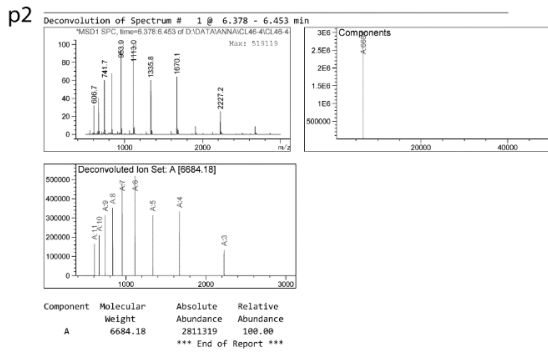 p2
Deconvolution of Spectrum # 1 @ 6.378 - 6.453 min
*MSD1 SPC, time=6.378:6.453 of D:\DATA\ANNA\CL46-4\CL46-4
Max: 519119
100
80
60
40
20
0
606.7
741.7
953.9
1119.0
1335.8
1670.1
2227.2
1000
2000
m/z
Components
3E6
2.5E6
2E6
1.5E6
1E6
500000
20000
40000
Deconvoluted Ion Set: A [6684.18]
500000
400000
300000
200000
100000
0
A:11
A:10
A:9
A:8
A:7
A:6
A:5
A:4
A:3
1000
2000
3000
Component Molecular Absolute Relative
Weight Abundance Abundance
A 6684.18 2811319 100.00
*** End of Report ***